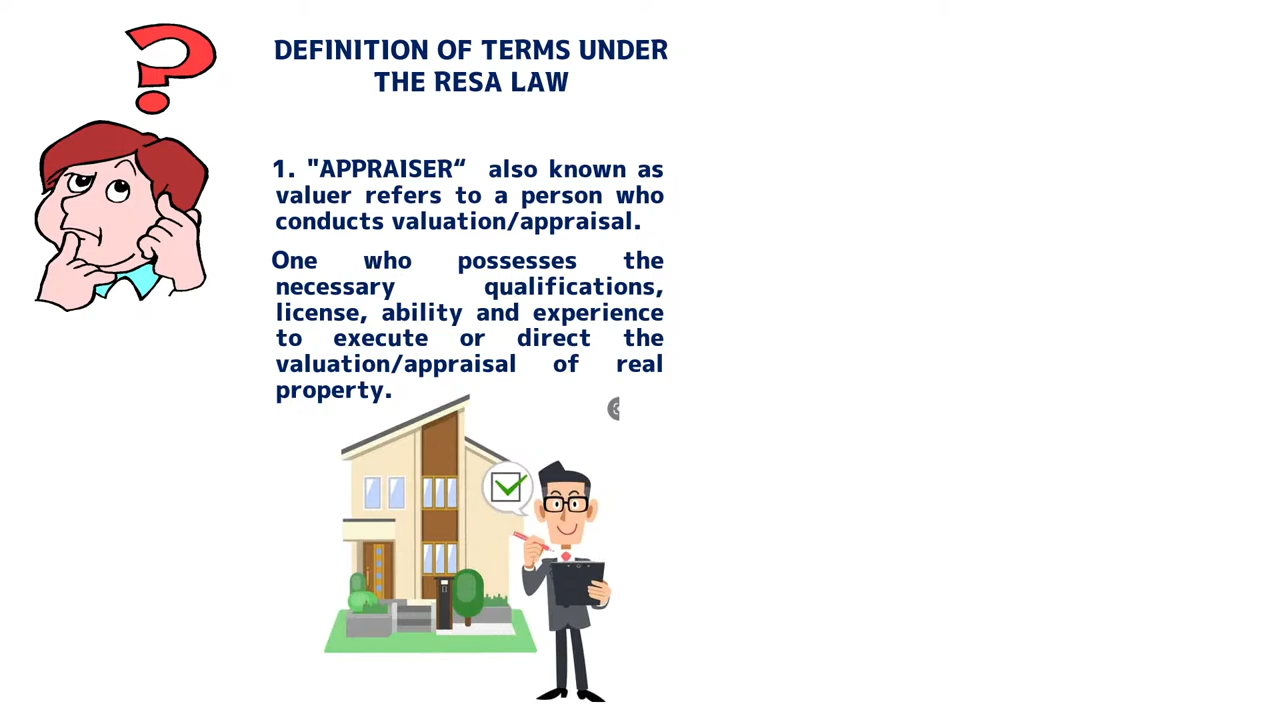 DEFINITION OF TERMS UNDER
THE RESA LAW
1. "APPRAISER“ also known as
valuer refers to a person who
conducts valuation/appraisal.
One who possesses the
necessary qualifications,
license, ability and experience
to execute or direct the
valuation/appraisal of real
property.